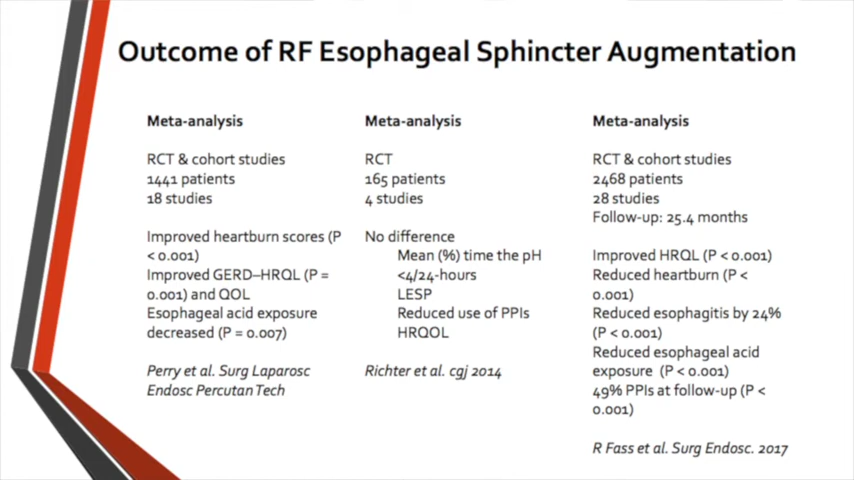 Outcome of RF Esophageal Sphincter Augmentation
Meta-analysis
RCT & cohort studies
1441 patients
18 studies
Improved heartburn scores (P
< 0.001)
Improved GERD–HRQL (P =
0.001) and QOL
Esophageal acid exposure
decreased (P = 0.007)
Perry et al. Surg Laparosc
Endosc Percutan Tech
Meta-analysis
RCT
165 patients
4 studies
No difference
Mean (%) time the pH
<4/24-hours
LESP
Reduced use of PPIs
HRQOL
Richter et al. cgj 2014
Meta-analysis
RCT & cohort studies
2468 patients
28 studies
Follow-up: 25.4 months
Improved HRQL (P < 0.001)
Reduced heartburn (P <
0.001)
Reduced esophagitis by 24%
(P < 0.001)
Reduced esophageal acid
exposure (P < 0.001)
49% PPIs at follow-up (P <
0.001)
R Fass et al. Surg Endosc. 2017